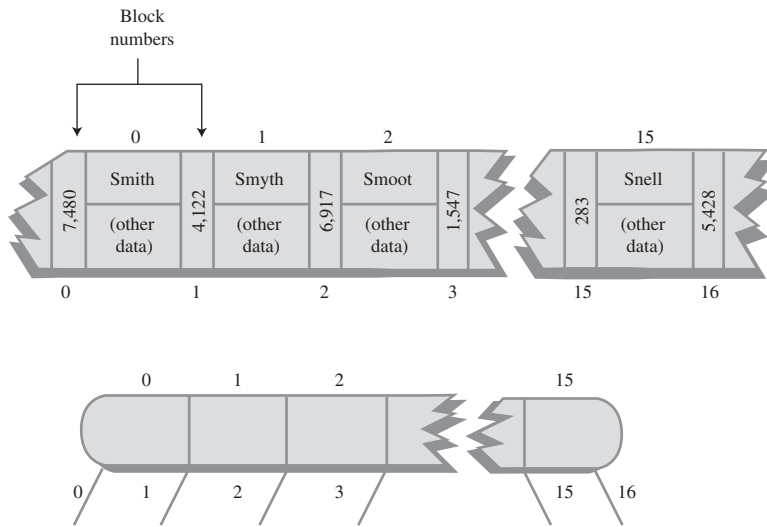 Block
numbers
0 1 2 15
7,480 Smith 4,122 Smyth 6,917 Smoot 1,547 283 Snell 5,428
(other (other (other (other
data) data) data) data)
0 1 2 3 15 16
0 1 2 15
0 1 2 3 15 16